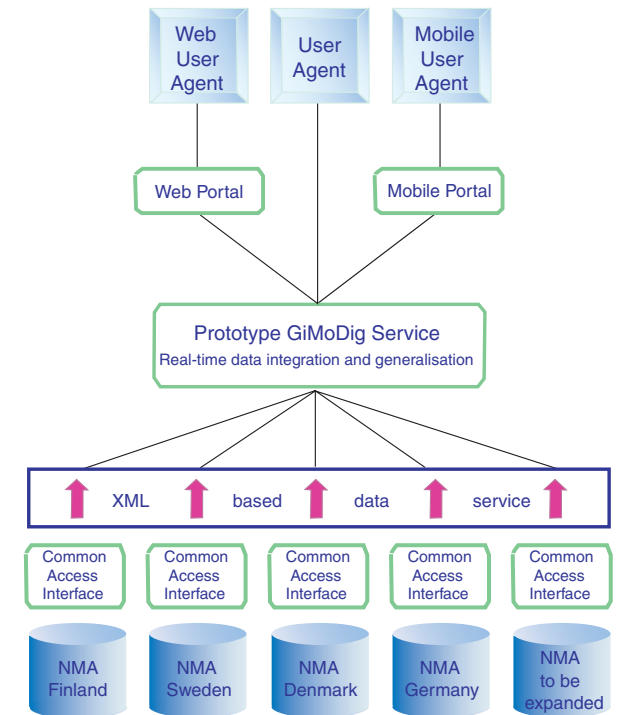 Web
User
Agent
User
Agent
Mobile
User
Agent
Web Portal
Mobile Portal
Prototype GiMoDig Service
Real-time data integration and generalisation
XML based data service
Common
Access
Interface
Common
Access
Interface
Common
Access
Interface
Common
Access
Interface
Common
Access
Interface
NMA
Finland
NMA
Sweden
NMA
Denmark
NMA
Germany
NMA
to be
expanded